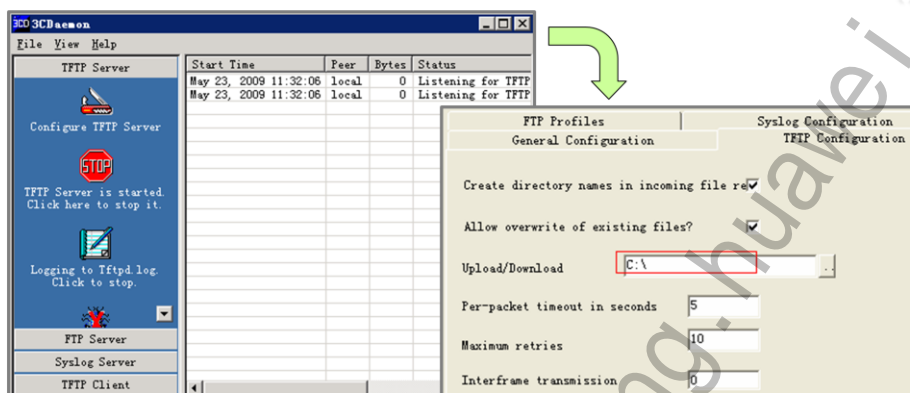 3CD 3CDaemon
File View Help
TFTP Server
Configure TFTP Server
STOP
TFTP Server is started.
Click here to stop it.
Logging to Tftpd.log.
Click to stop.
FTP Server
Syslog Server
TFTP Client
Start Time Peer Bytes Status
May 23, 2009 11:32:06 local 0 Listening for TFTP
May 23, 2009 11:32:06 local 0 Listening for TFTP
FTP Profiles Syslog Configuration
General Configuration TFTP Configuration
Create directory names in incoming file re
Allow overwrite of existing files?
Upload/Download C:\ ..
Per-packet timeout in seconds 5
Maximum retries 10
Interframe transmission 0
ng.huawei.